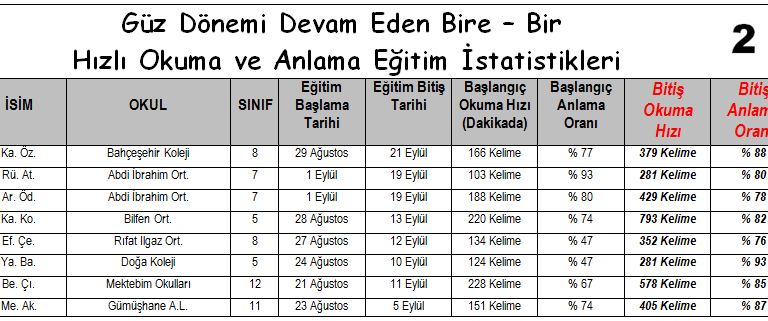 Güz Dönemi Devam Eden Bire – Bir
Hızlı Okuma ve Anlama Eğitim İstatistikleri
2
İSİM OKUL SINIF Eğitim Başlama Tarihi Eğitim Bitiş Tarihi Başlangıç Okuma Hızı (Dakikada) Başlangıç Anlama Oranı Bitiş Okuma Hızı Bitiş Anlama Oran
Ka. Öz. Bahçeşehir Koleji 8 29 Ağustos 21 Eylül 166 Kelime % 77 379 Kelime % 88
Rü. At. Abdi İbrahim Ort. 7 1 Eylül 19 Eylül 103 Kelime % 93 281 Kelime % 80
Ar. Öd. Abdi İbrahim Ort. 7 1 Eylül 19 Eylül 188 Kelime % 80 429 Kelime % 78
Ka. Ko. Bilfen Ort. 5 28 Ağustos 13 Eylül 220 Kelime % 74 793 Kelime % 82
Ef. Çe. Rıfat Ilgaz Ort. 8 27 Ağustos 12 Eylül 134 Kelime % 47 352 Kelime % 76
Ya. Ba. Doğa Koleji 5 24 Ağustos 10 Eylül 124 Kelime % 47 281 Kelime % 93
Be. Çı. Mektebim Okulları 12 21 Ağustos 11 Eylül 228 Kelime % 67 578 Kelime % 85
Me. Ak. Gümüşhane A.L. 11 23 Ağustos 5 Eylül 151 Kelime % 74 405 Kelime % 87